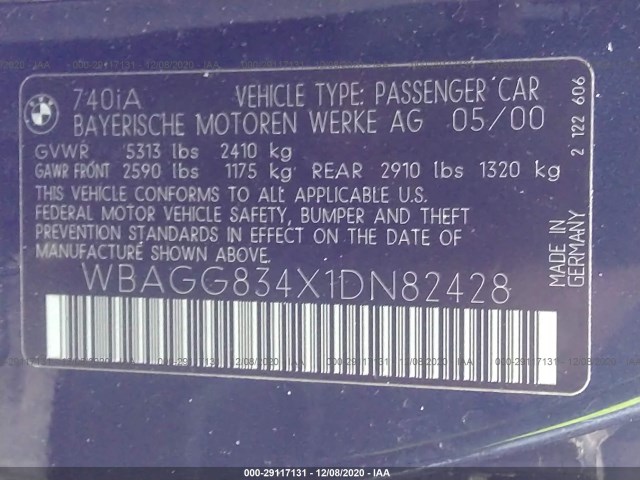 740iA VEHICLE TYPE: PASSENGER CAR
BAYERISCHE MOTOREN WERKE AG 05/00
GVWR 5313 lbs 2410 kg
GAWR FRONT 2590 lbs 1175 kg REAR 2910 lbs 1320 kg
THIS VEHICLE CONFORMS TO ALL APPLICABLE U.S.
FEDERAL MOTOR VEHICLE SAFETY, BUMPER AND THEFT
PREVENTION STANDARDS IN EFFECT ON THE DATE OF
MANUFACTURE SHOWN ABOVE.
WBAGG834X1DN82428
2 122 606
MADE IN
GERMANY
000-29117131 - 12/08/2020 - IAA